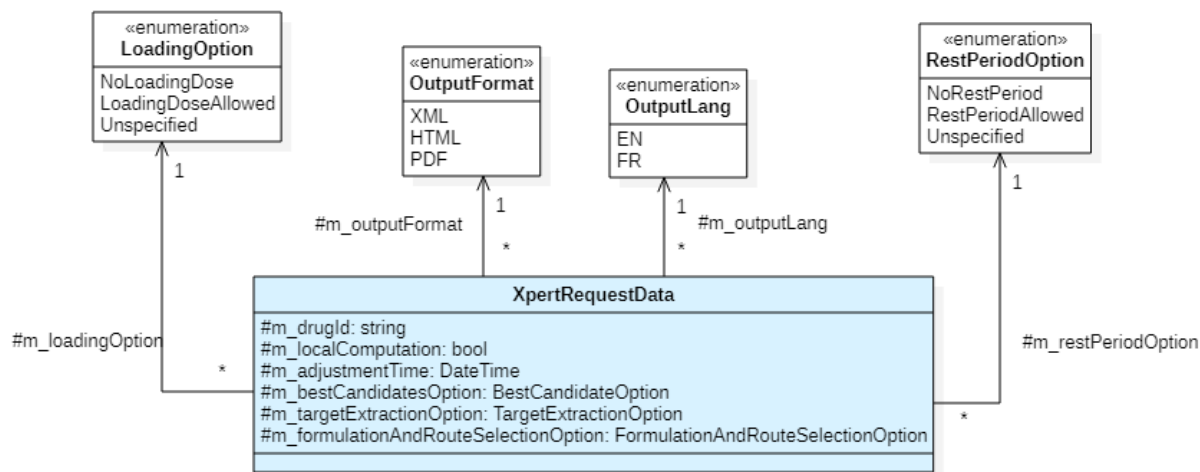 «enumeration»
LoadingOption
NoLoadingDose
LoadingDoseAllowed
Unspecified
«enumeration»
OutputFormat
XML
HTML
PDF
«enumeration»
OutputLang
EN
FR
«enumeration»
RestPeriodOption
NoRestPeriod
RestPeriodAllowed
Unspecified
1
1
1
1
#m_outputFormat
#m_outputLang
*
*
#m_loadingOption
*
#m_restPeriodOption
*
XpertRequestData
#m_drugId: string
#m_localComputation: bool
#m_adjustmentTime: DateTime
#m_bestCandidatesOption: BestCandidateOption
#m_targetExtractionOption: TargetExtractionOption
#m_formulationAndRouteSelectionOption: FormulationAndRouteSelectionOption